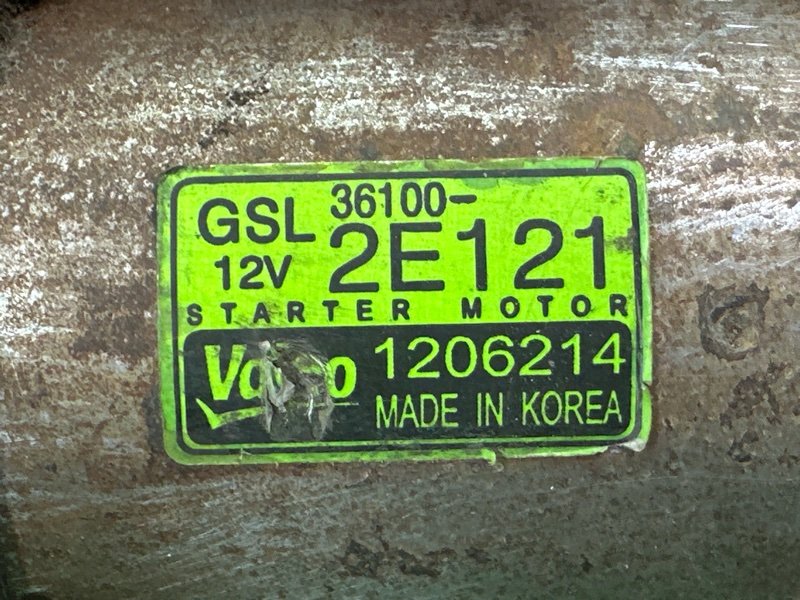 GSL 36100-
12V 2E121
STARTER MOTOR
1206214
MADE IN KOREA